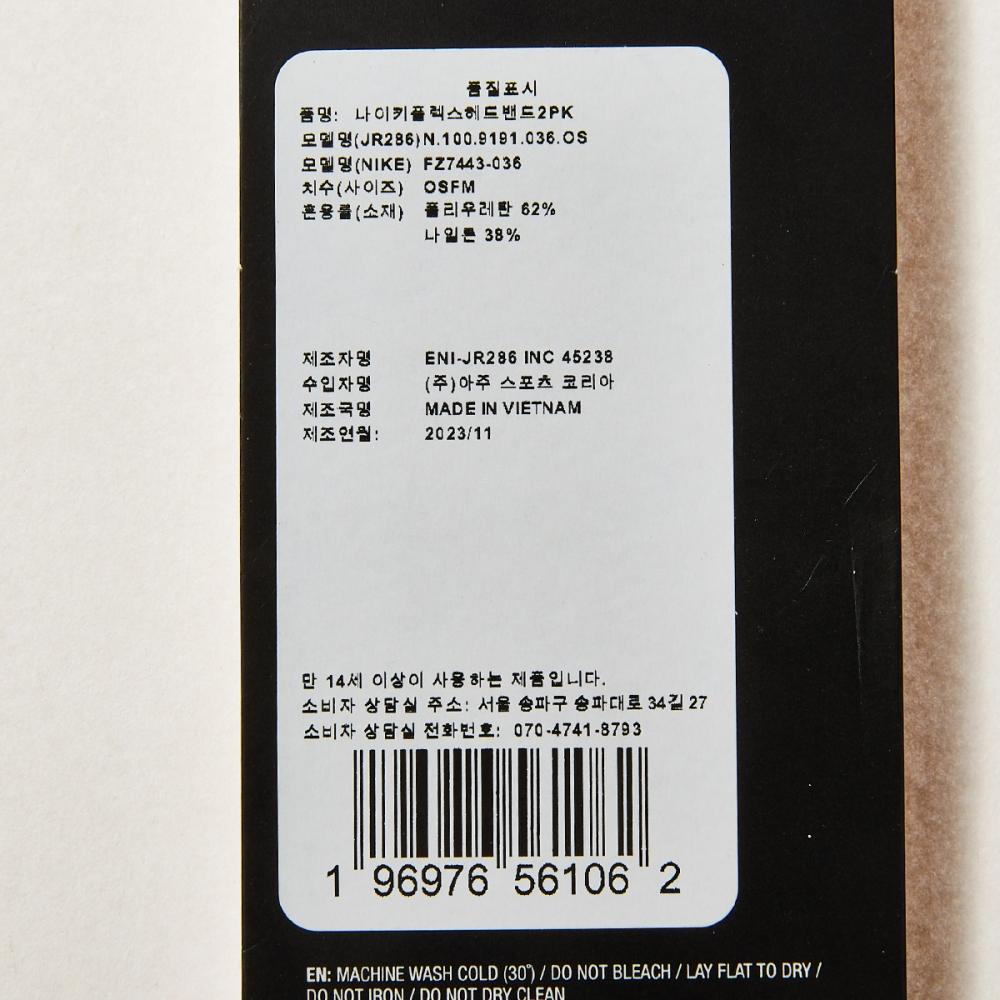 품질표시
품명: 나이키플렉스헤드밴드2PK
모델명(JR286) N.100.9191.036.OS
모델명(NIKE) FZ7443-036
치수(사이즈) OSFM
혼용률(소재) 폴리우레탄 62%
나일론 38%
제조자명 ENI-JR286 INC 45238
수입자명 (주)아주 스포츠 코리아
제조국명 MADE IN VIETNAM
제조연월: 2023/11
만 14세 이상이 사용하는 제품입니다.
소비자 상담실 주소: 서울 송파구 송파대로 34길 27
소비자 상담실 전화번호: 070-4741-8793
1 96976 56106 2
EN: MACHINE WASH COLD (30°) / DO NOT BLEACH / LAY FLAT TO DRY /
DO NOT IRON / DO NOT DRY CLEAN